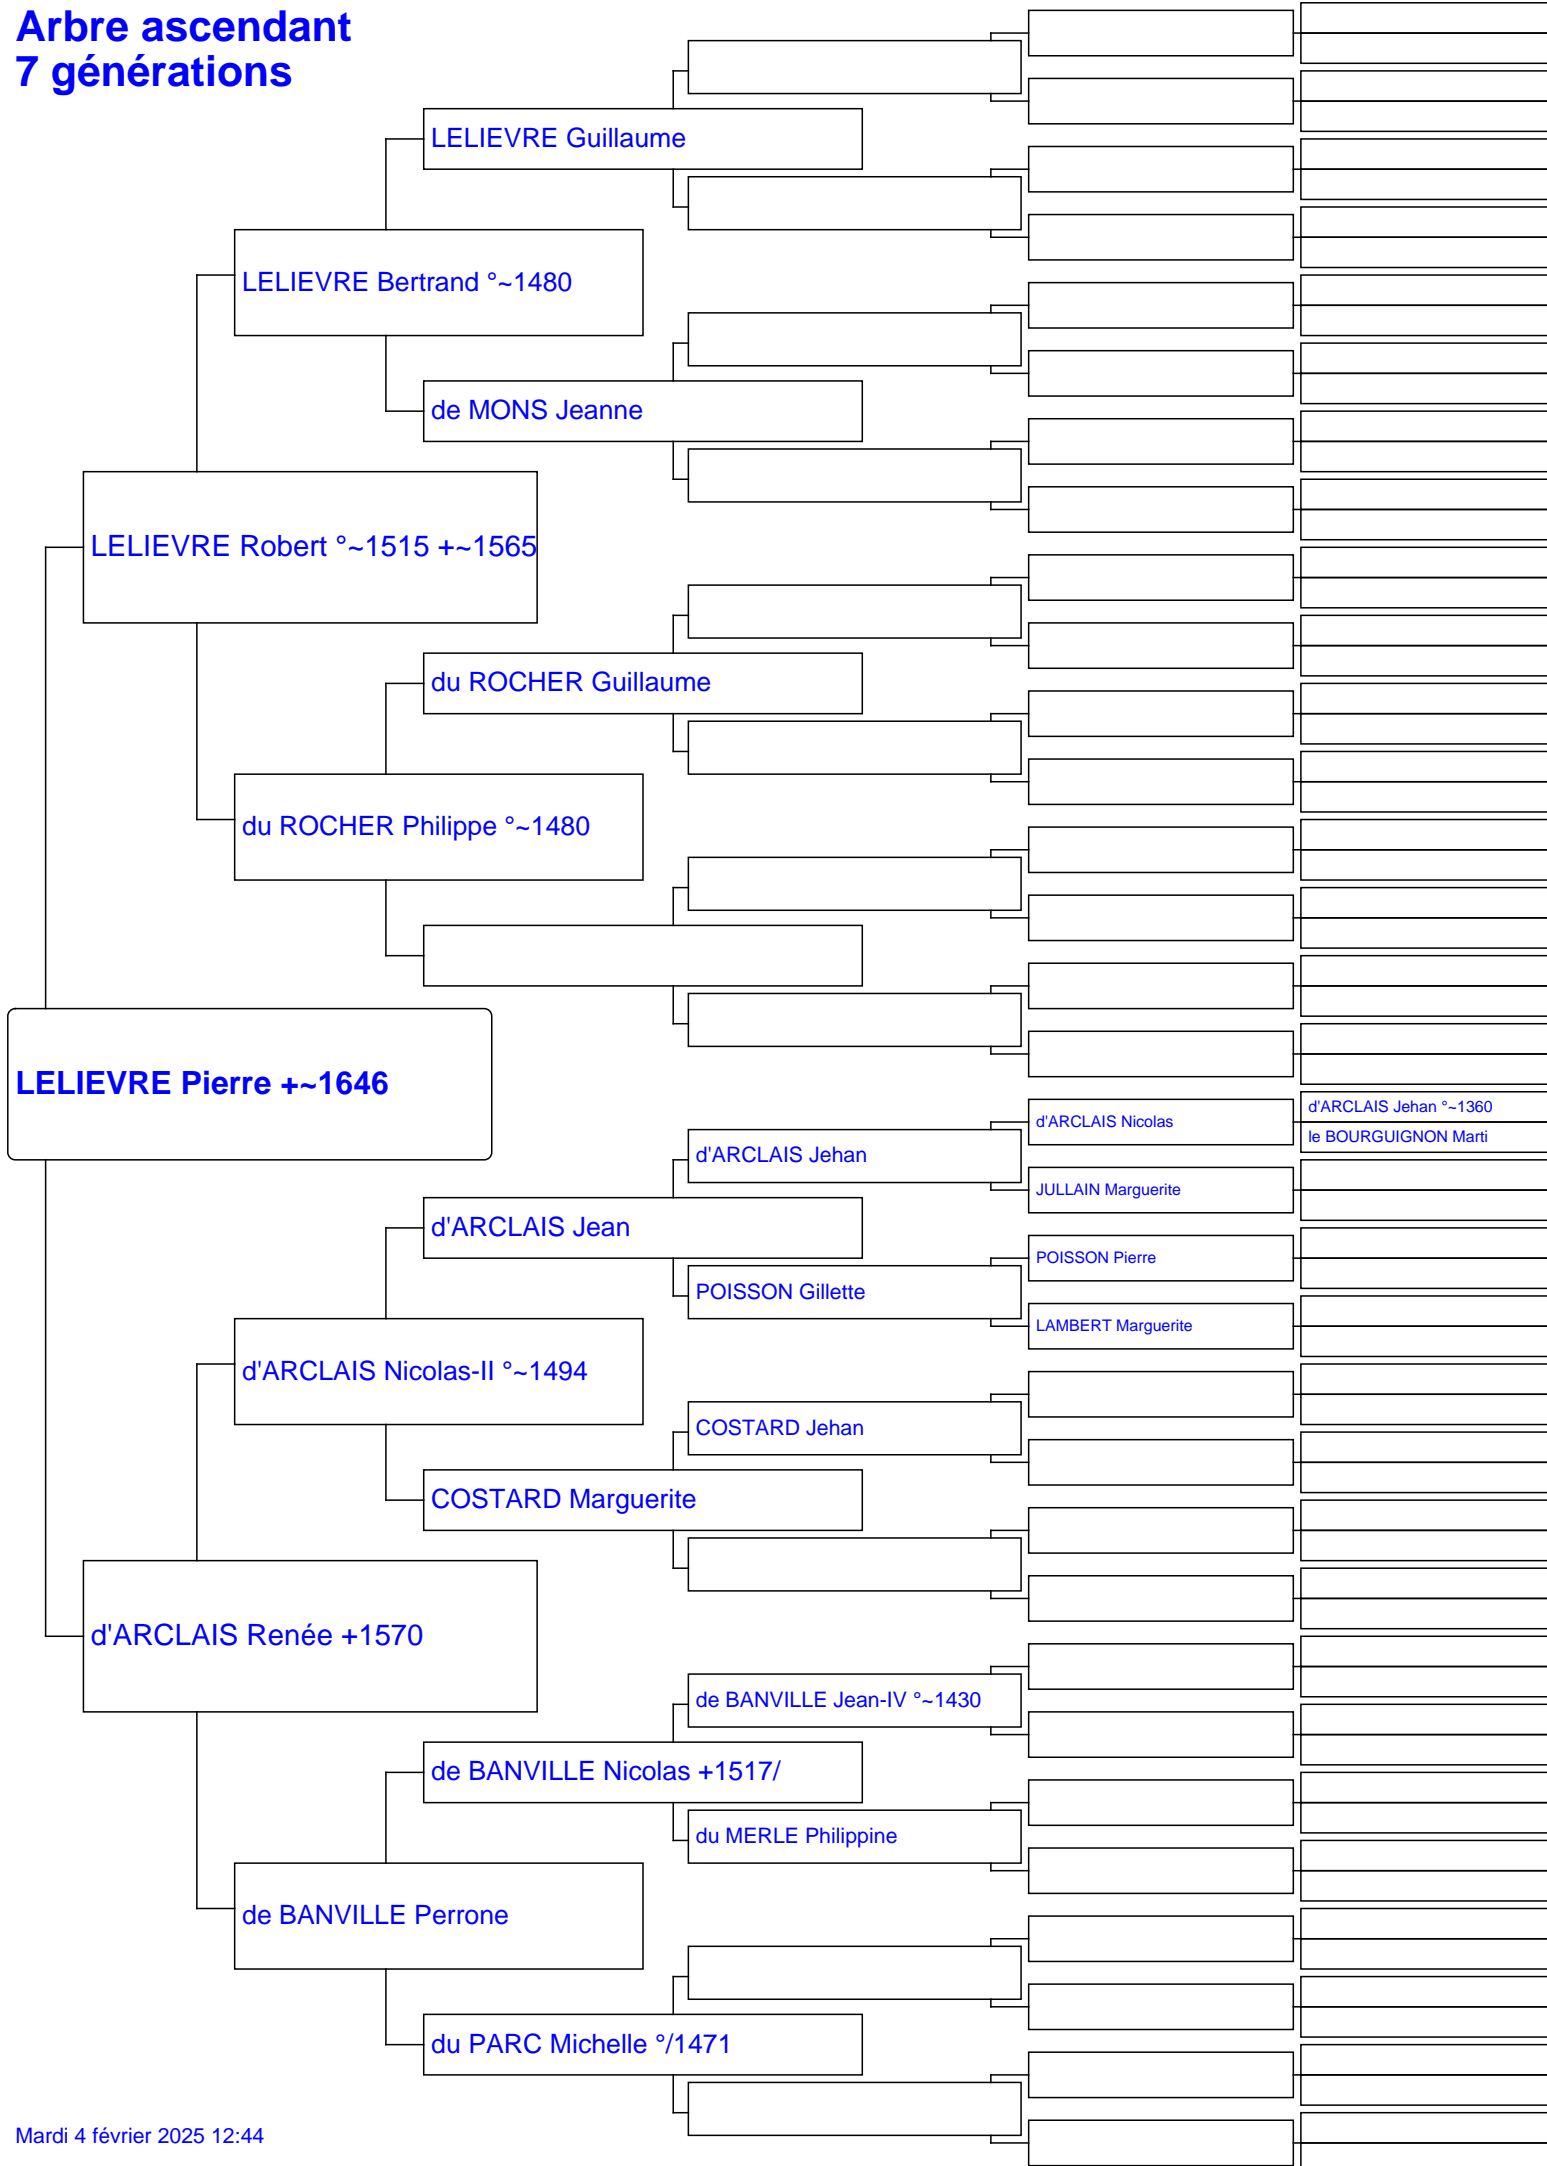 Arbre ascendant
7 générations
LELIEVRE Guillaume
LELIEVRE Bertrand °~1480
de MONS Jeanne
LELIEVRE Robert °~1515 +~1565
du ROCHER Guillaume
du ROCHER Philippe °~1480
LELIEVRE Pierre +~1646
d'ARCLAIS Jehan °~1360
d'ARCLAIS Nicolas
le BOURGUIGNON Marti
d'ARCLAIS Jehan
JULLAIN Marguerite
d'ARCLAIS Jean
POISSON Pierre
POISSON Gillette
LAMBERT Marguerite
d'ARCLAIS Nicolas-II °~1494
COSTARD Jehan
COSTARD Marguerite
d'ARCLAIS Renée +1570
de BANVILLE Jean-IV °~1430
de BANVILLE Nicolas +1517/
du MERLE Philippine
de BANVILLE Perrone
du PARC Michelle °/1471
Mardi 4 février 2025 12:44